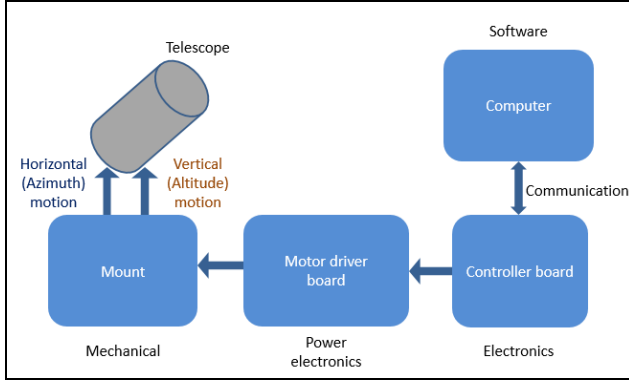 Software
Telescope
Computer
Horizontal
(Azimuth)
motion
Vertical
(Altitude)
motion
Communication
Mount
Motor driver
board
Controller board
Mechanical
Power
electronics
Electronics